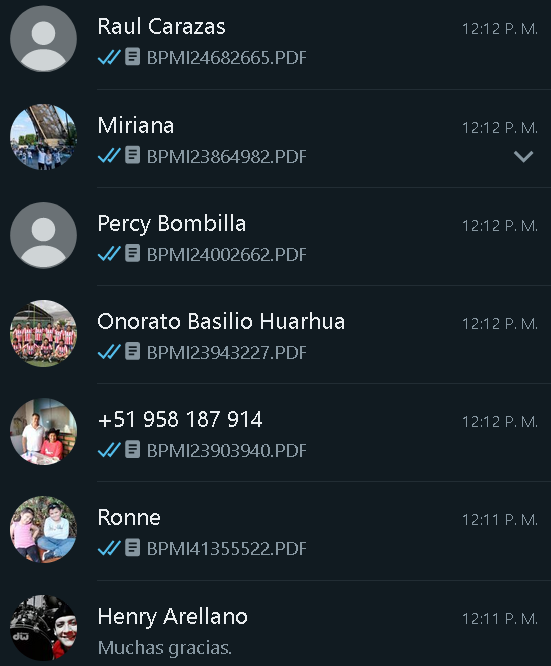 Raul Carazas 12:12 P. M.
BPMI24682665.PDF
Miriana 12:12 P. M.
BPMI23864982.PDF
Percy Bombilla 12:12 P. M.
BPMI24002662.PDF
Onorato Basilio Huarhua 12:12 P. M.
BPMI23943227.PDF
+51 958 187 914 12:12 P. M.
BPMI23903940.PDF
Ronne 12:11 P. M.
BPMI41355522.PDF
Henry Arellano 12:11 P. M.
dw
Muchas gracias.